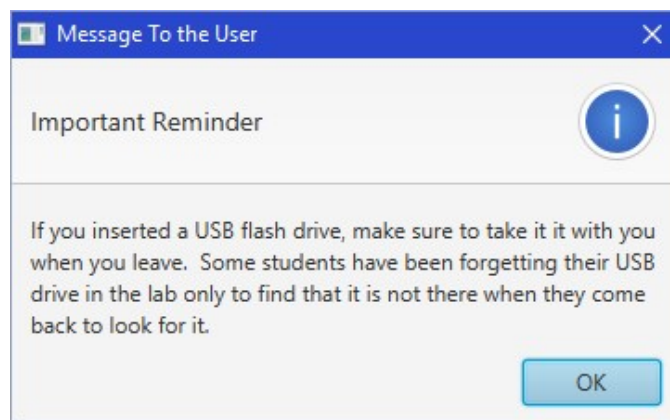 Message To the User
Important Reminder
i
If you inserted a USB flash drive, make sure to take it it with you
when you leave.  Some students have been forgetting their USB
drive in the lab only to find that it is not there when they come
back to look for it.
OK